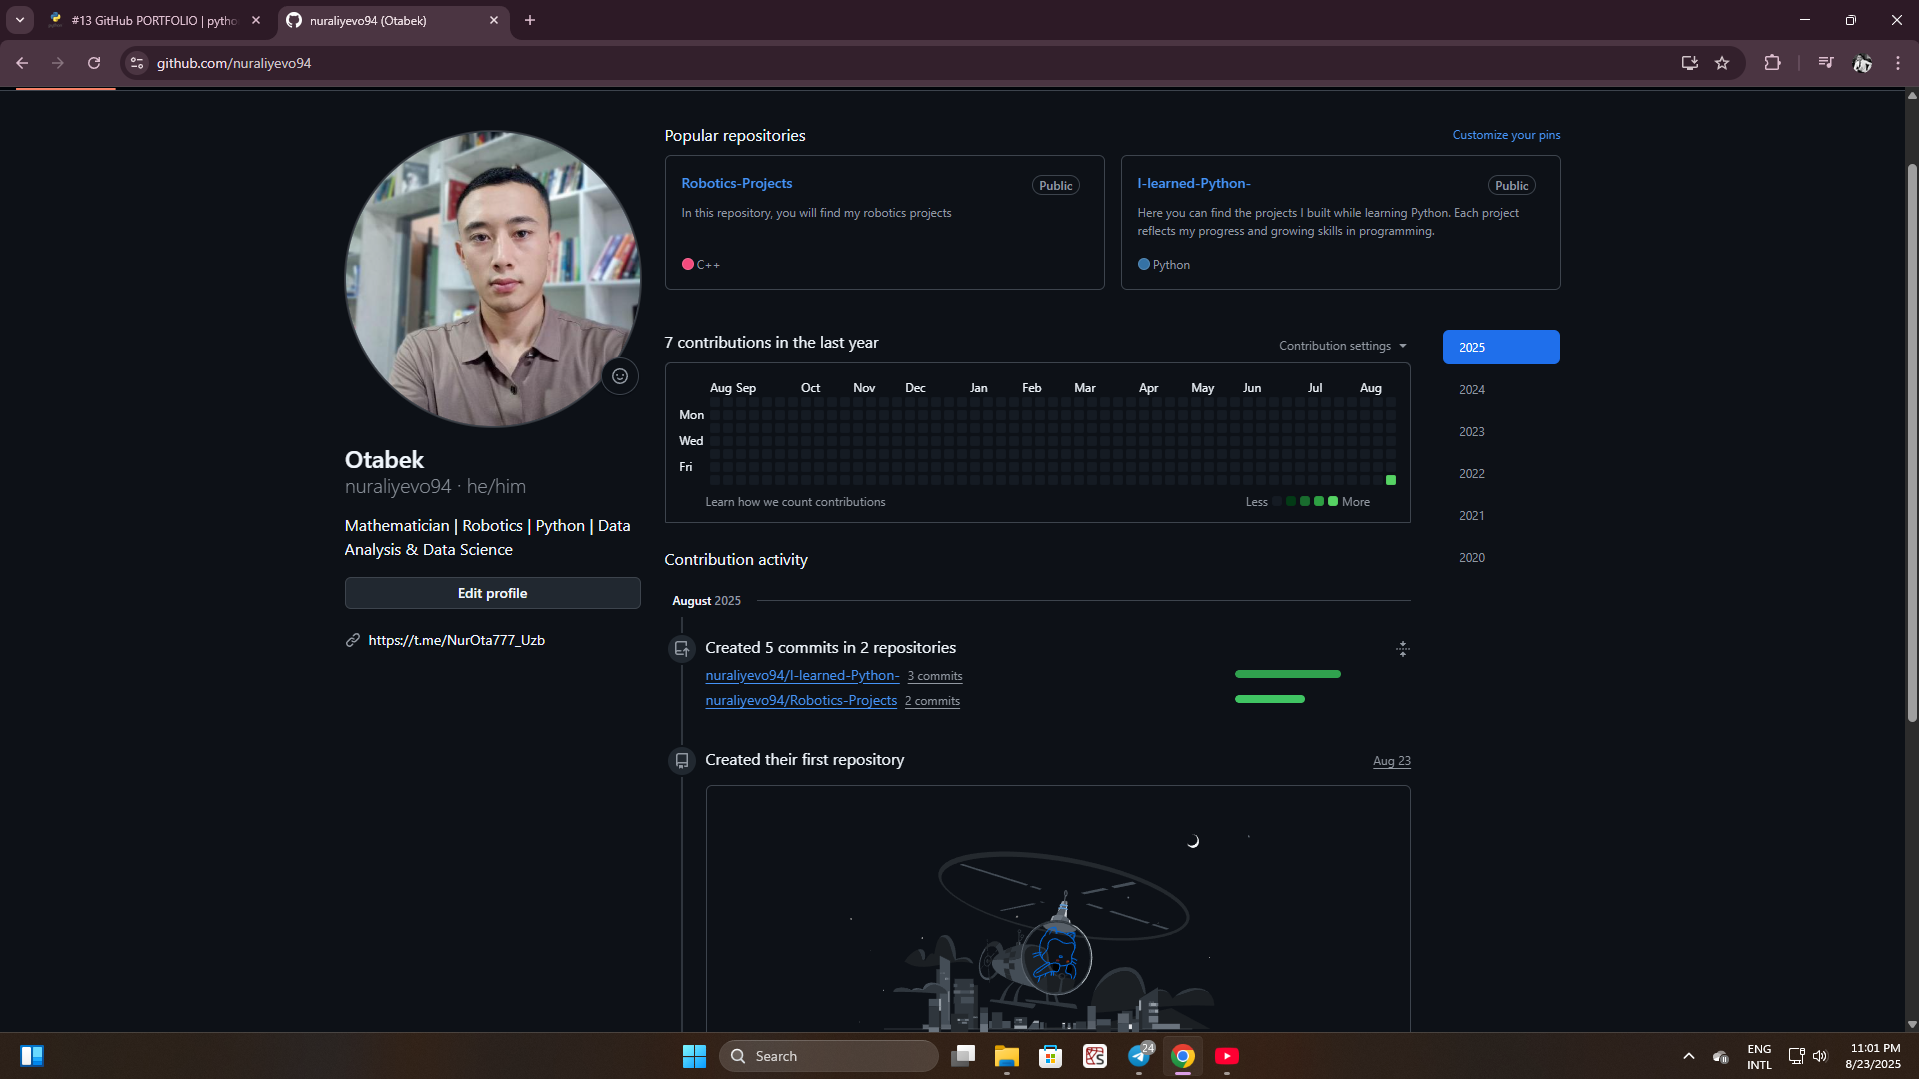 #13 GitHub PORTFOLIO | pytho
nuraliyevo94 (Otabek)
github.com/nuraliyevo94
Otabek
nuraliyevo94 · he/him
Mathematician | Robotics | Python | Data
Analysis & Data Science
Edit profile
https://t.me/NurOta777_Uzb
Popular repositories
Customize your pins
Robotics-Projects
Public
In this repository, you will find my robotics projects
C++
I-learned-Python-
Public
Here you can find the projects I built while learning Python. Each project
reflects my progress and growing skills in programming.
Python
7 contributions in the last year
Contribution settings
2025
2024
2023
2022
2021
2020
Aug Sep Oct Nov Dec Jan Feb Mar Apr May Jun Jul Aug
Mon
Wed
Fri
Learn how we count contributions
Less More
Contribution activity
August 2025
Created 5 commits in 2 repositories
nuraliyevo94/I-learned-Python- 3 commits
nuraliyevo94/Robotics-Projects 2 commits
Created their first repository
Aug 23
Search
24
ENG
INTL
11:01 PM
8/23/2025